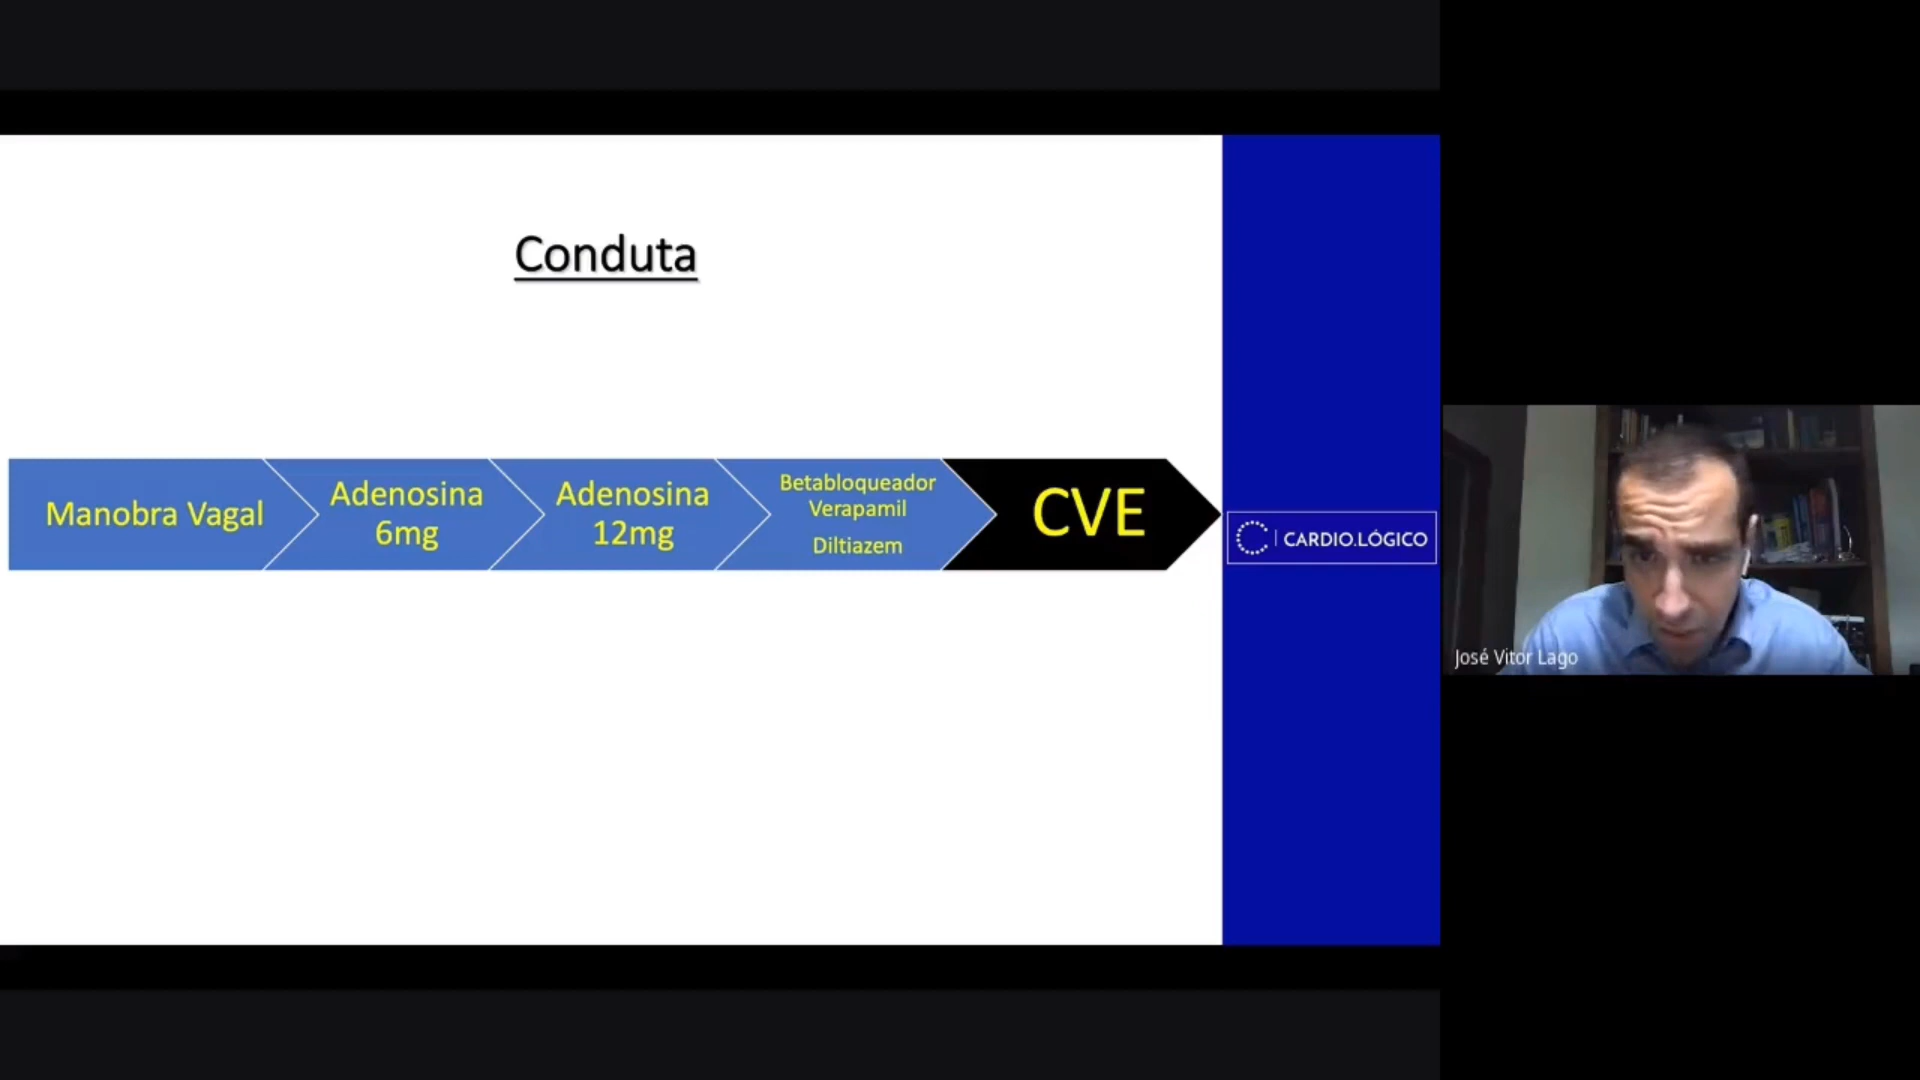 Conduta
Manobra Vagal
Adenosina
6mg
Adenosina
12mg
Betabloqueador
Verapamil
Diltiazem
CVE
CARDIO.LÓGICO
José Vitor Lago